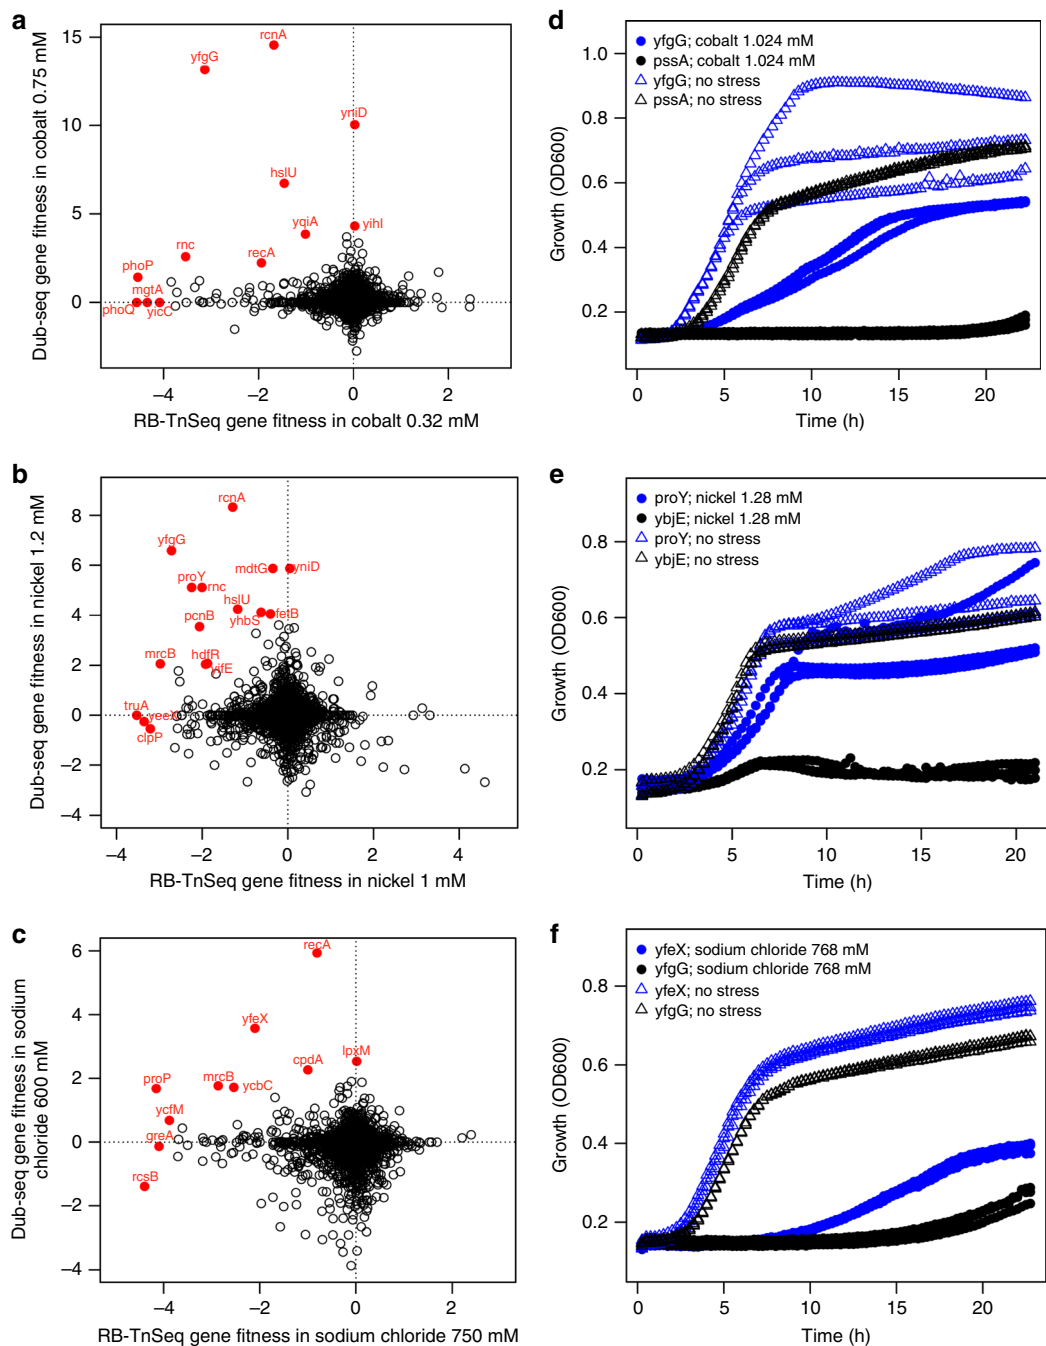 a
Dub-seq gene fitness in cobalt 0.75 mM
15
10
5
0
rcnA
yfgG
yniD
hslU
yqiA
yihI
rnc
recA
phoP
mgtA
phoQ
yicC
−4
−2
0
2
RB-TnSeq gene fitness in cobalt 0.32 mM
d
yfgG; cobalt 1.024 mM
pssA; cobalt 1.024 mM
yfgG; no stress
pssA; no stress
Growth (OD600)
1.0
0.8
0.6
0.4
0.2
0
5
10
15
20
Time (h)
b
Dub-seq gene fitness in nickel 1.2 mM
8
6
4
2
0
−2
−4
rcnA
yfgG
mdtG
yniD
proY
rnc
hslU
yhbS
fetB
pcnB
mrcB
hdfR
yifE
truA
yeeX
clpP
−4
−2
0
2
4
RB-TnSeq gene fitness in nickel 1 mM
e
proY; nickel 1.28 mM
ybjE; nickel 1.28 mM
proY; no stress
ybjE; no stress
Growth (OD600)
0.8
0.6
0.4
0.2
0
5
10
15
20
Time (h)
c
Dub-seq gene fitness in sodium
chloride 600 mM
6
4
2
0
−2
−4
recA
yfeX
lpxM
cpdA
proP
mrcB
ycbC
ycfM
greA
rcsB
−4
−2
0
2
RB-TnSeq gene fitness in sodium chloride 750 mM
f
yfeX; sodium chloride 768 mM
yfgG; sodium chloride 768 mM
yfeX; no stress
yfgG; no stress
Growth (OD600)
0.8
0.6
0.4
0.2
0
5
10
15
20
Time (h)